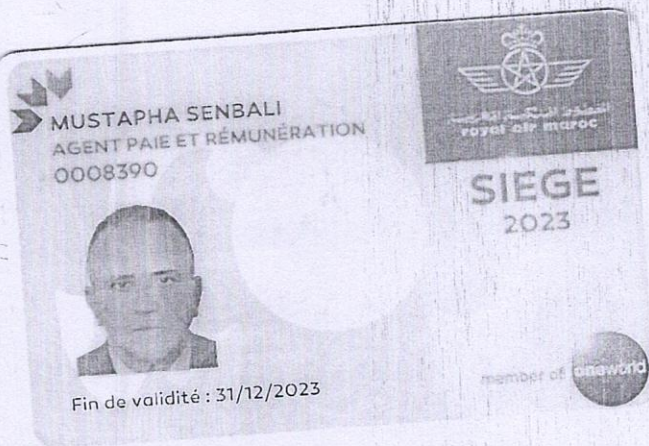 MUSTAPHA SENBALI
AGENT PAIE ET RÉMUNÉRATION
0008390
royal air maroc
SIEGE
2023
Fin de validité : 31/12/2023
member of oneworld